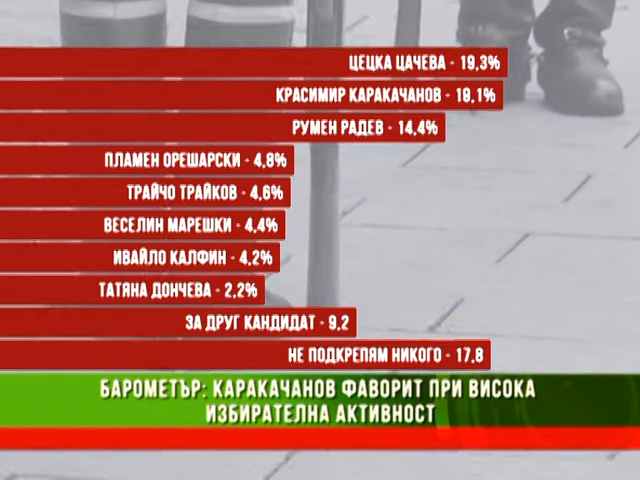 ЦЕЦКА ЦАЧЕВА - 19,3%
КРАСИМИР КАРАКАЧАНОВ - 19,1%
РУМЕН РАДЕВ - 14,4%
ПЛАМЕН ОРЕШАРСКИ - 4,8%
ТРАЙЧО ТРАЙКОВ - 4,6%
ВЕСЕЛИН МАРЕШКИ - 4,4%
ИВАЙЛО КАЛФИН - 4,2%
ТАТЯНА ДОНЧЕВА - 2,2%
ЗА ДРУГ КАНДИДАТ - 9,2
НЕ ПОДКРЕПЯМ НИКОГО - 17,8
БАРОМЕТЪР: КАРАКАЧАНОВ ФАВОРИТ ПРИ ВИСОКА
ИЗБИРАТЕЛНА АКТИВНОСТ